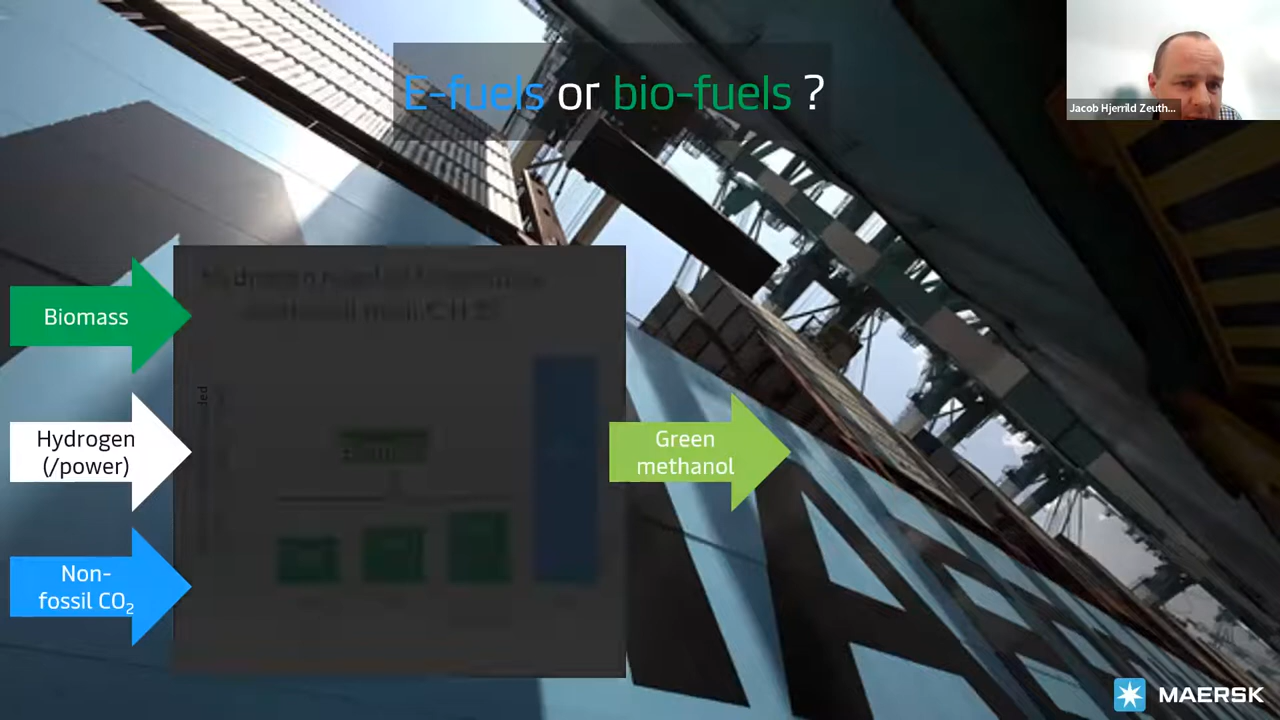 E-fuels or bio-fuels ?
Jacob Hjerrild Zeuth...
Biomass
Hydrogen
(/power)
Non-
fossil CO₂
Green
methanol
MAERSK